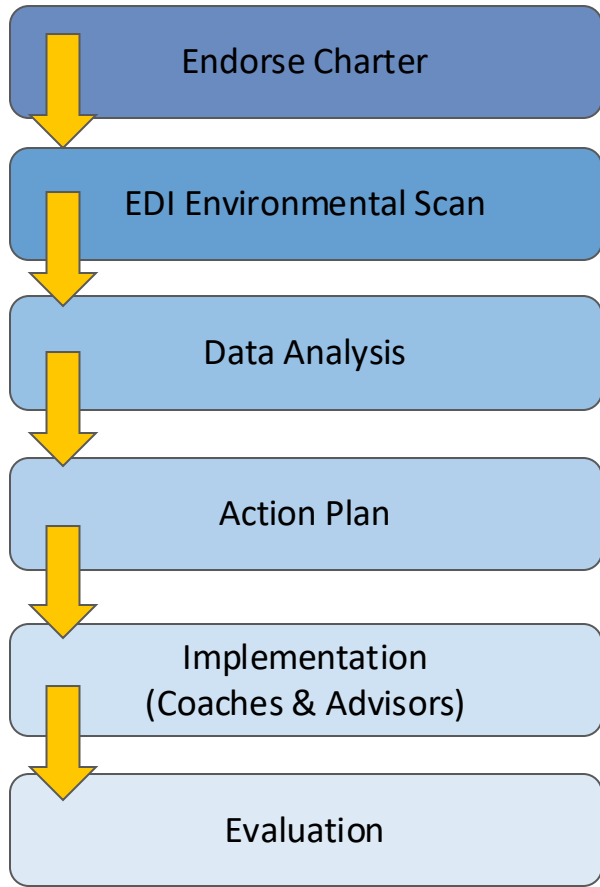 Endorse Charter
EDI Environmental Scan
Data Analysis
Action Plan
Implementation
(Coaches & Advisors)
Evaluation